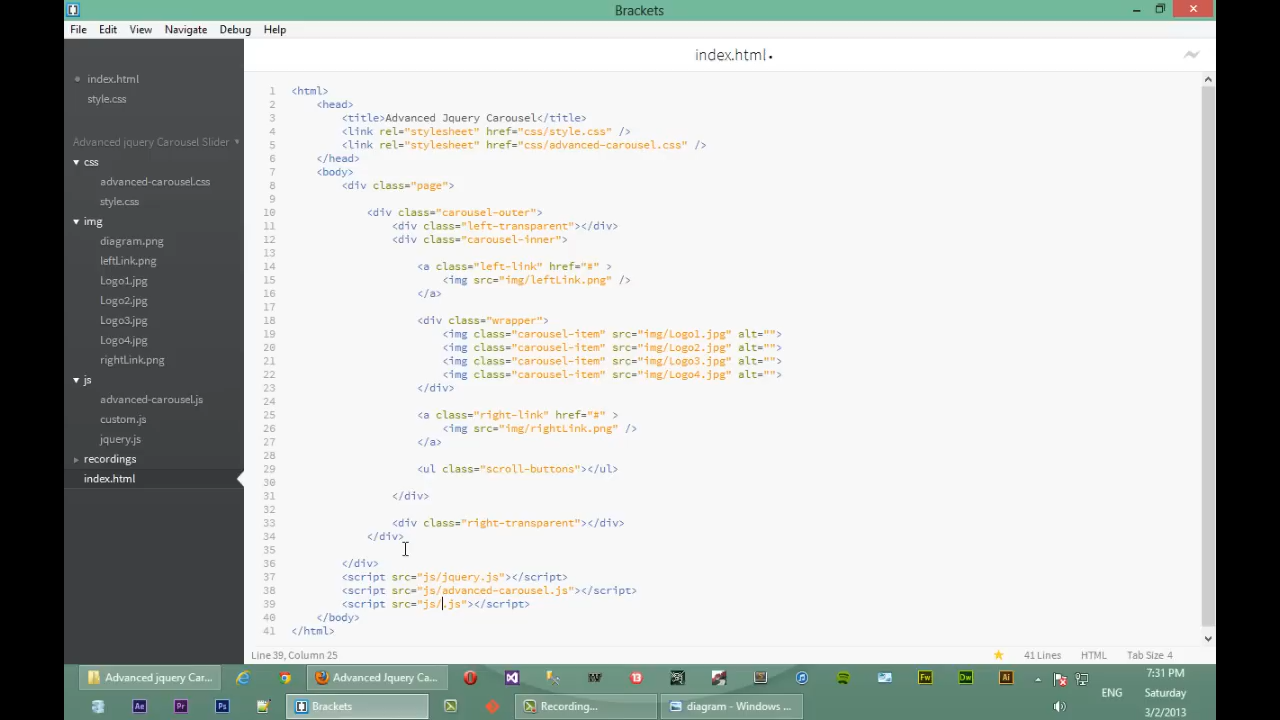 Brackets
File Edit View Navigate Debug Help
index.html •
index.html
style.css
Advanced jquery Carousel Slider
css
advanced-carousel.css
style.css
img
diagram.png
leftLink.png
Logo1.jpg
Logo2.jpg
Logo3.jpg
Logo4.jpg
rightLink.png
js
advanced-carousel.js
custom.js
jquery.js
recordings
index.html
1 <html>
2 <head>
3 <title>Advanced Jquery Carousel</title>
4 <link rel="stylesheet" href="css/style.css" />
5 <link rel="stylesheet" href="css/advanced-carousel.css" />
6 </head>
7 <body>
8 <div class="page">
9
10 <div class="carousel-outer">
11 <div class="left-transparent"></div>
12 <div class="carousel-inner">
13
14 <a class="left-link" href="#" >
15 <img src="img/leftLink.png" />
16 </a>
17
18 <div class="wrapper">
19 <img class="carousel-item" src="img/Logo1.jpg" alt="">
20 <img class="carousel-item" src="img/Logo2.jpg" alt="">
21 <img class="carousel-item" src="img/Logo3.jpg" alt="">
22 <img class="carousel-item" src="img/Logo4.jpg" alt="">
23 </div>
24
25 <a class="right-link" href="#" >
26 <img src="img/rightLink.png" />
27 </a>
28
29 <ul class="scroll-buttons"></ul>
30
31 </div>
32
33 <div class="right-transparent"></div>
34 </div>
35
36 </div>
37 <script src="js/jquery.js"></script>
38 <script src="js/advanced-carousel.js"></script>
39 <script src="js/.js"></script>
40 </body>
41 </html>
Line 39, Column 25 41 Lines HTML Tab Size 4
Advanced jquery Car... Advanced Jquery Ca... W 13 Fw Dw Ai 7:31 PM
ENG Saturday
Ae Pr Ps Brackets Recording... diagram - Windows ... 3/2/2013